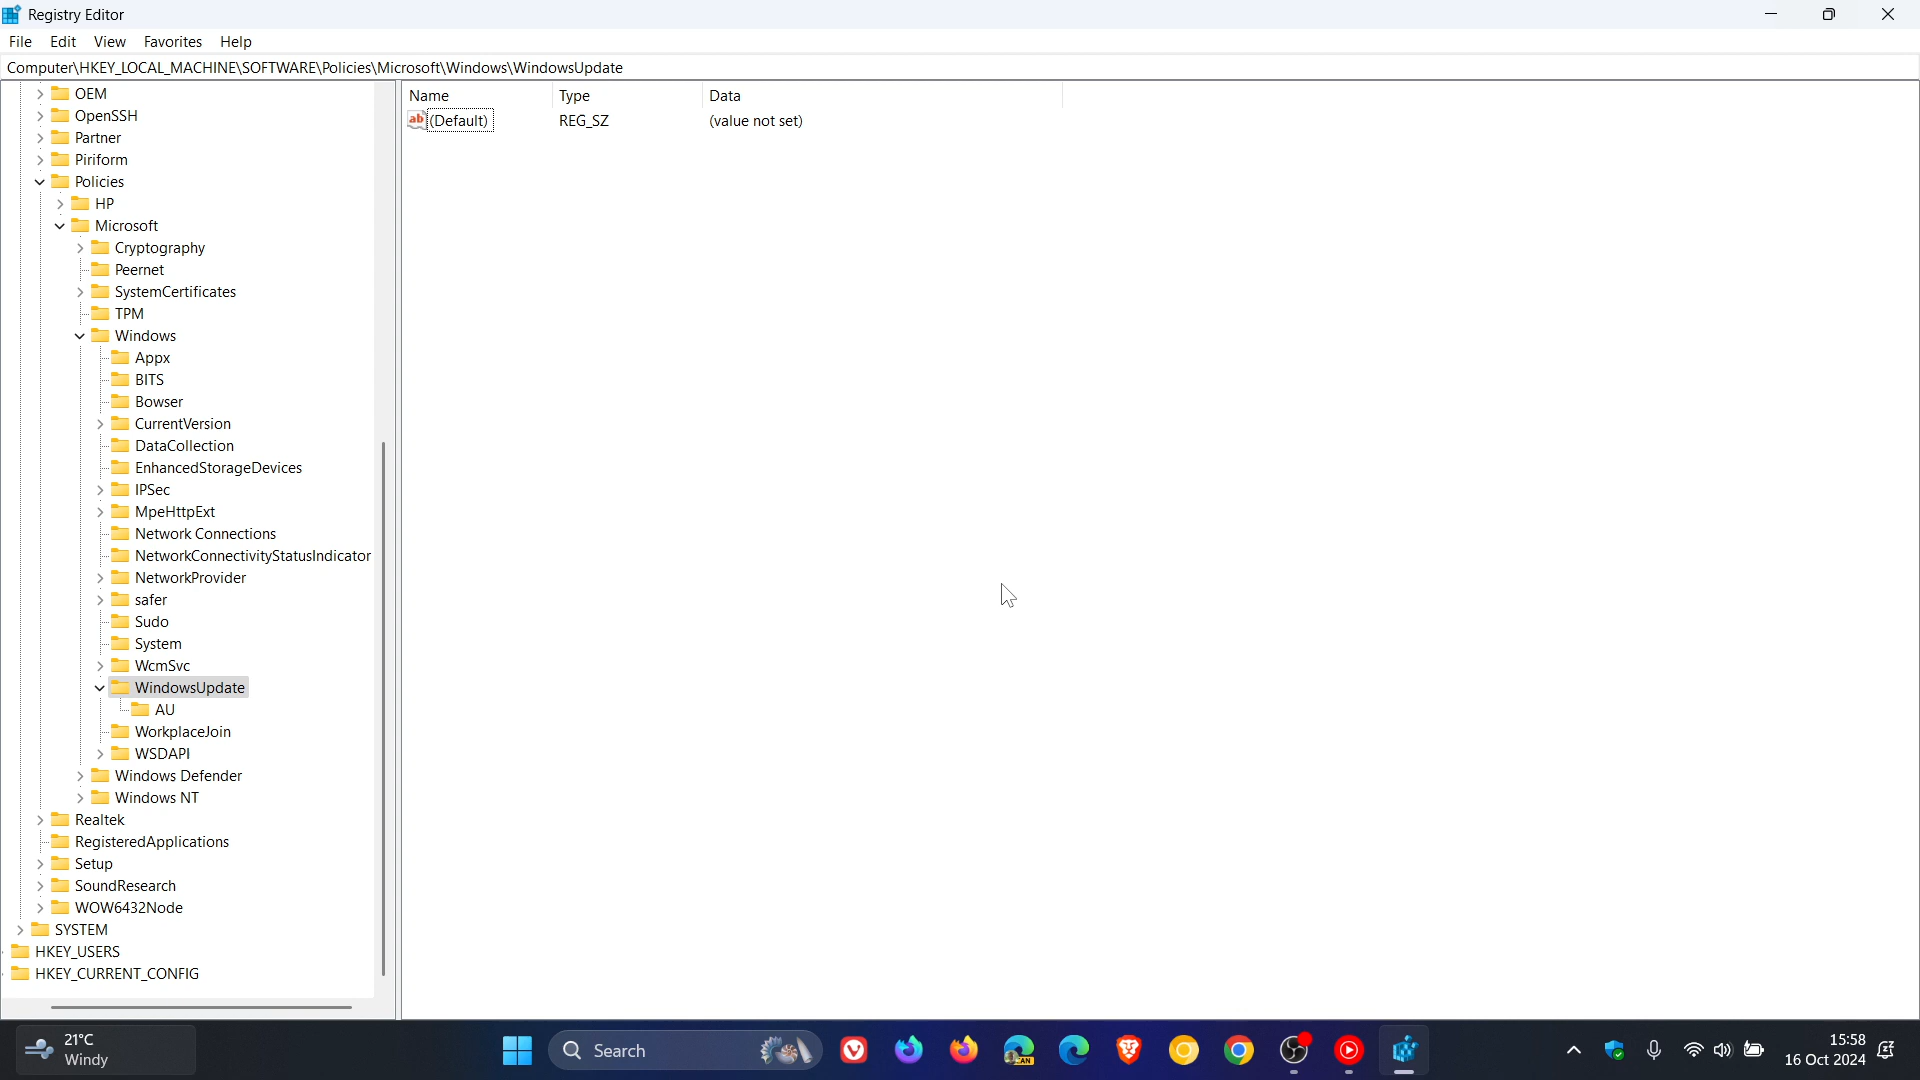 Registry Editor
File Edit View Favorites Help
Computer\HKEY_LOCAL_MACHINE\SOFTWARE\Policies\Microsoft\Windows\WindowsUpdate
OEM
OpenSSH
Partner
Piriform
Policies
HP
Microsoft
Cryptography
Peernet
SystemCertificates
TPM
Windows
Appx
BITS
Bowser
CurrentVersion
DataCollection
EnhancedStorageDevices
IPSec
MpeHttpExt
Network Connections
NetworkConnectivityStatusIndicator
NetworkProvider
safer
Sudo
System
WcmSvc
WindowsUpdate
AU
WorkplaceJoin
WSDAPI
Windows Defender
Windows NT
Realtek
RegisteredApplications
Setup
SoundResearch
WOW6432Node
SYSTEM
HKEY_USERS
HKEY_CURRENT_CONFIG
Name Type Data
ab (Default) REG_SZ (value not set)
21°C
Windy
Search
CAN
15:58
16 Oct 2024